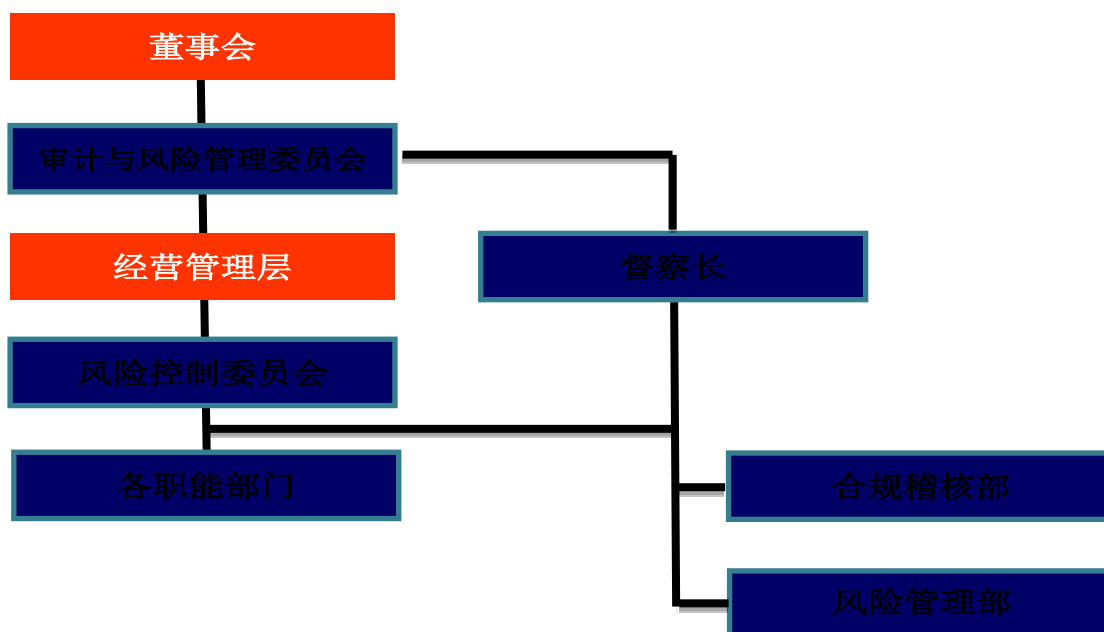 董事会
审计与风险管理委员会
经营管理层
督察长
风险控制委员会
各职能部门
合规稽核部
风险管理部